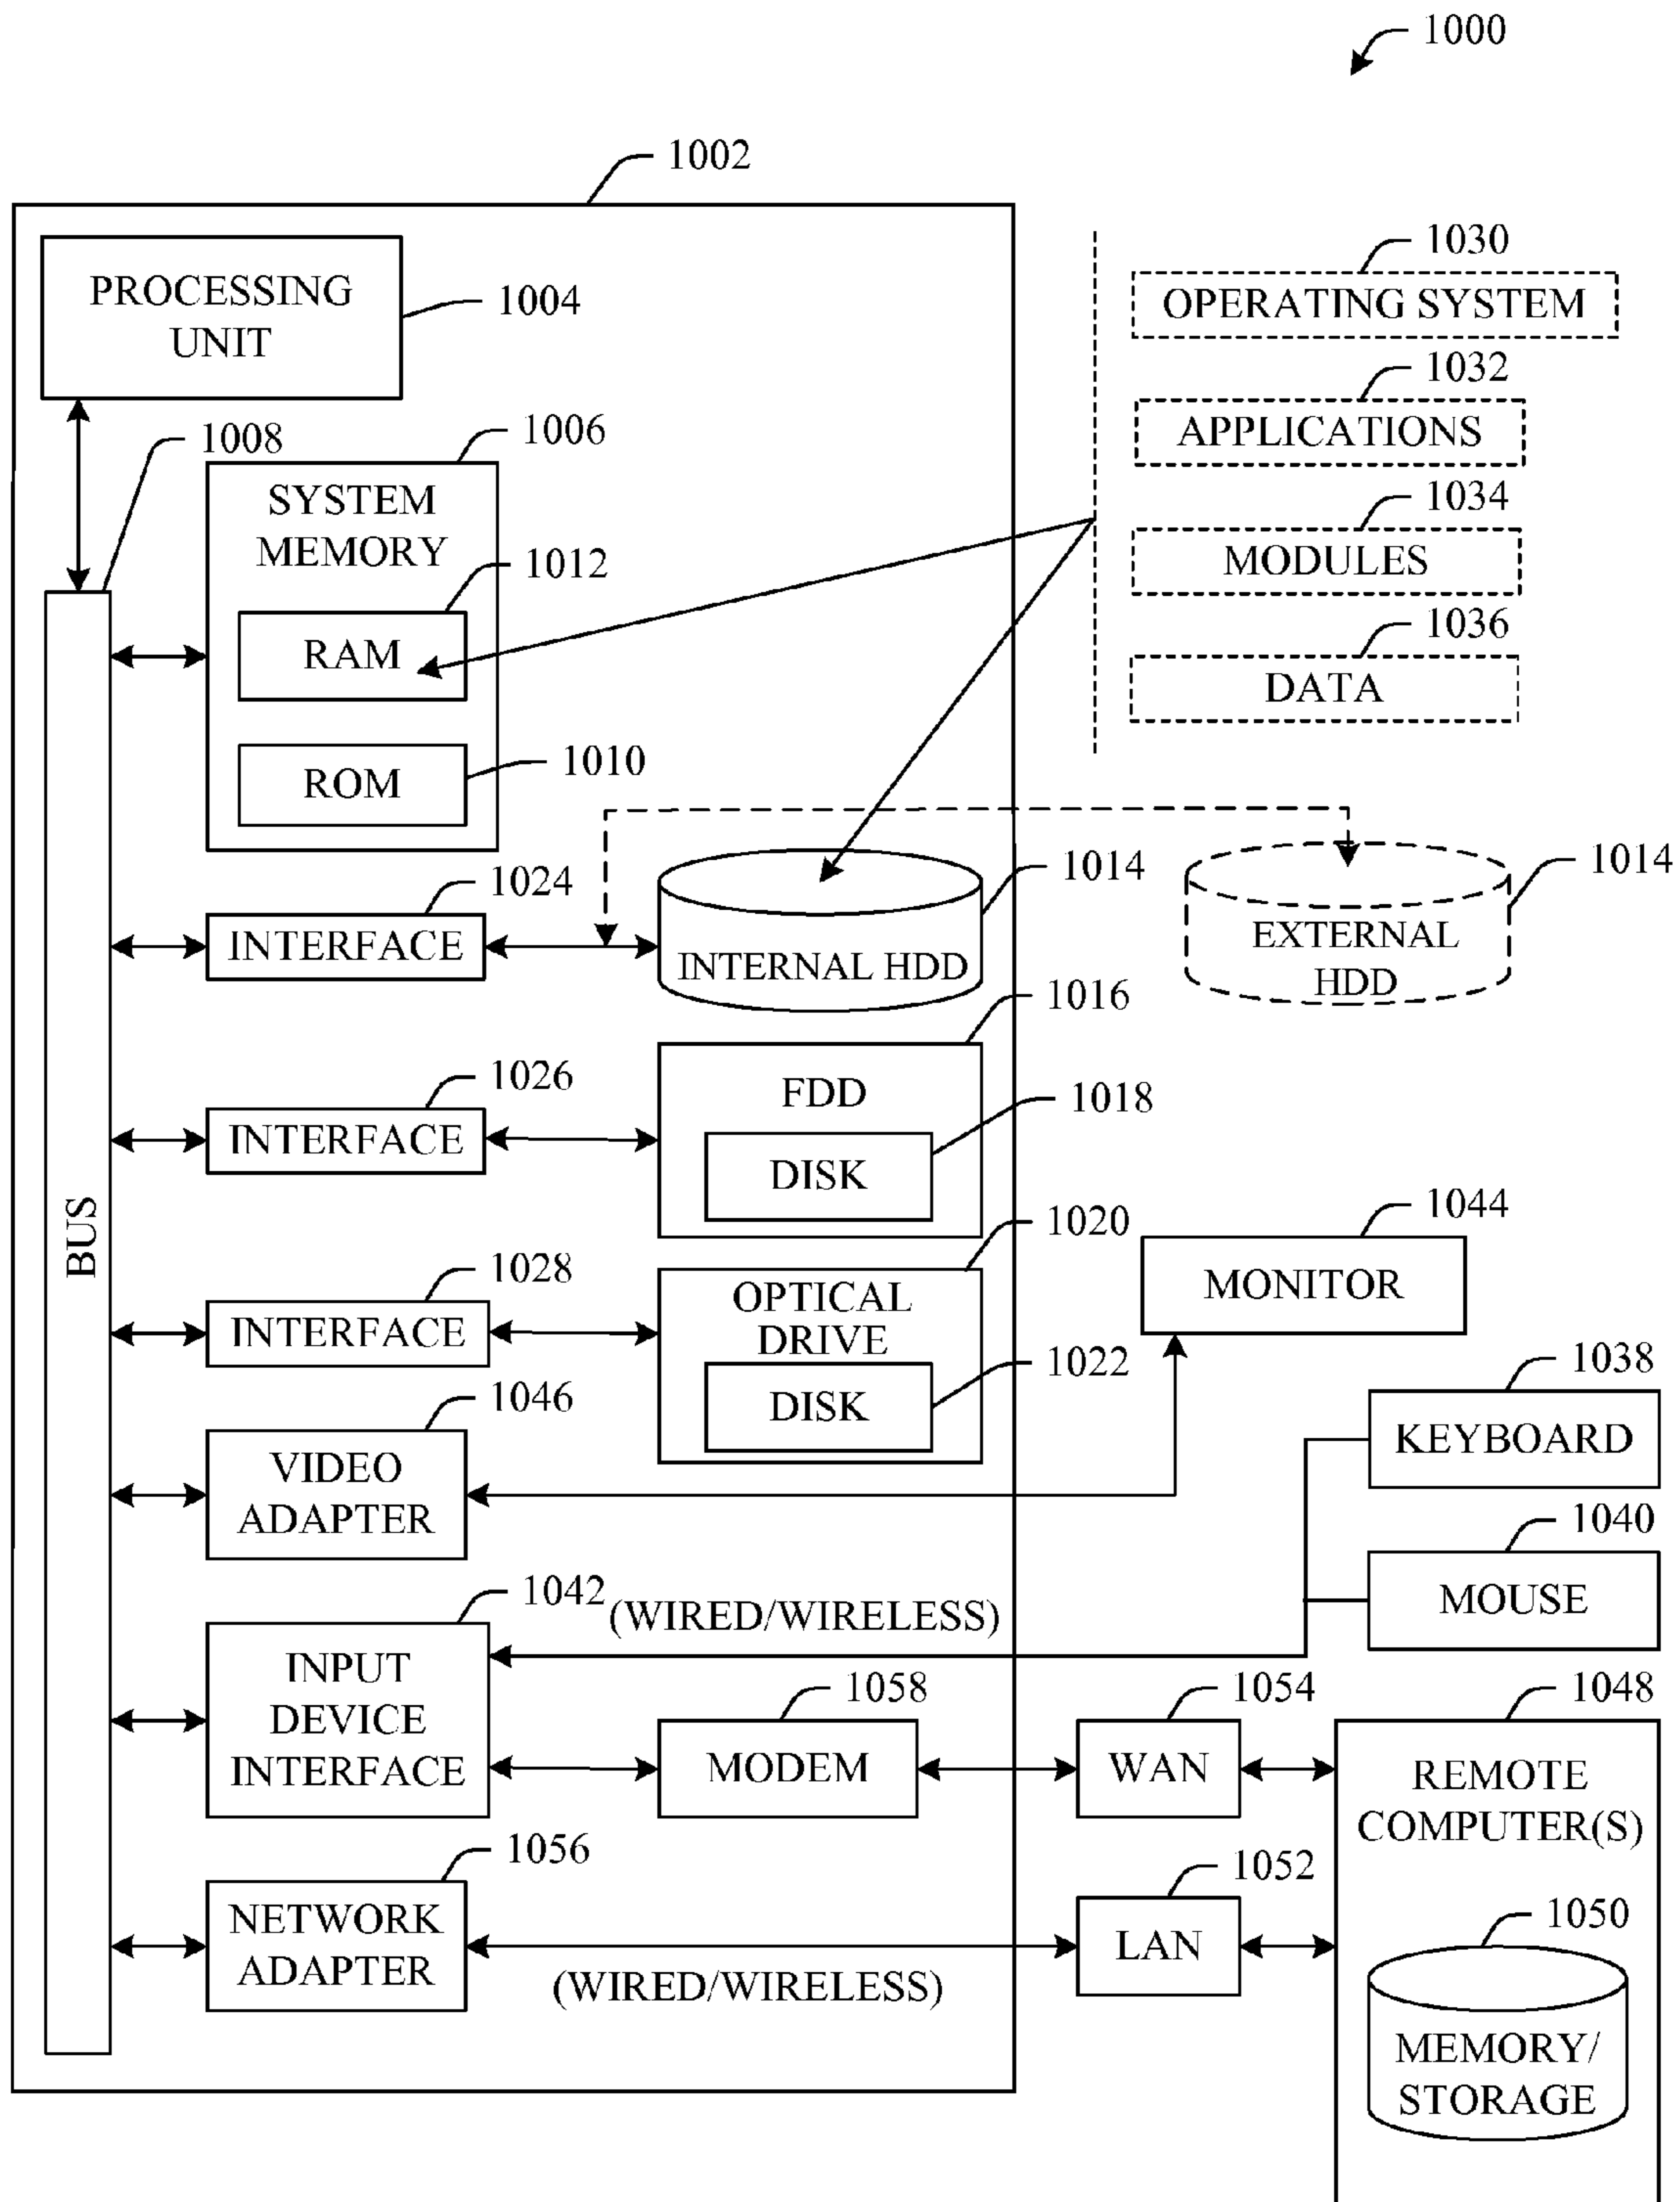 1000
1002
PROCESSING
UNIT
1004
1030
OPERATING SYSTEM
1032
APPLICATIONS
1034
MODULES
1036
DATA
1008
1006
SYSTEM
MEMORY
1012
RAM
1010
ROM
1024
INTERFACE
1014
INTERNAL HDD
1014
EXTERNAL
HDD
1016
FDD
1026
INTERFACE
1018
DISK
BUS
1020
OPTICAL
DRIVE
1028
INTERFACE
1022
DISK
1044
MONITOR
1046
VIDEO
ADAPTER
1038
KEYBOARD
1040
MOUSE
1042
(WIRED/WIRELESS)
INPUT
DEVICE
INTERFACE
1058
MODEM
1054
WAN
1048
REMOTE
COMPUTER(S)
1056
NETWORK
ADAPTER
(WIRED/WIRELESS)
1052
LAN
1050
MEMORY/
STORAGE